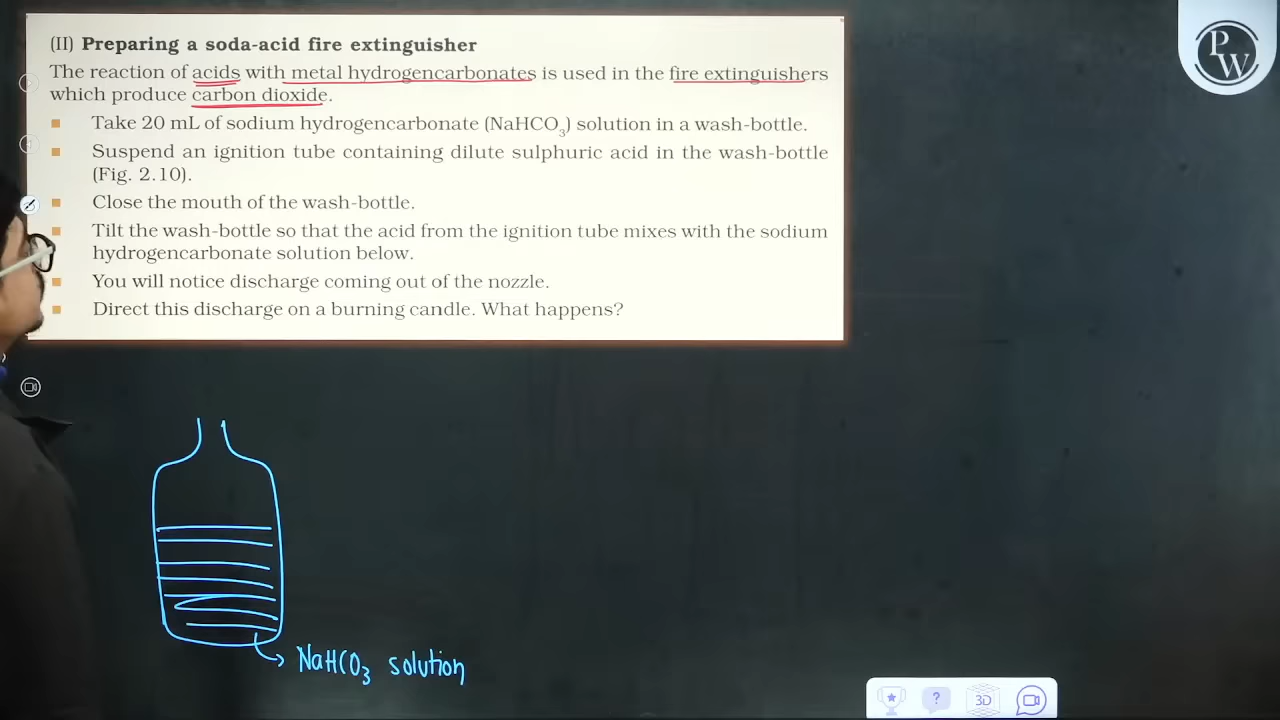 (II) Preparing a soda-acid fire extinguisher
The reaction of acids with metal hydrogencarbonates is used in the fire extinguishers
which produce carbon dioxide.
Take 20 mL of sodium hydrogencarbonate (NaHCO₃) solution in a wash-bottle.
Suspend an ignition tube containing dilute sulphuric acid in the wash-bottle
(Fig. 2.10).
Close the mouth of the wash-bottle.
Tilt the wash-bottle so that the acid from the ignition tube mixes with the sodium
hydrogencarbonate solution below.
You will notice discharge coming out of the nozzle.
Direct this discharge on a burning candle. What happens?
NaHCO₃ solution
PW
? 3D